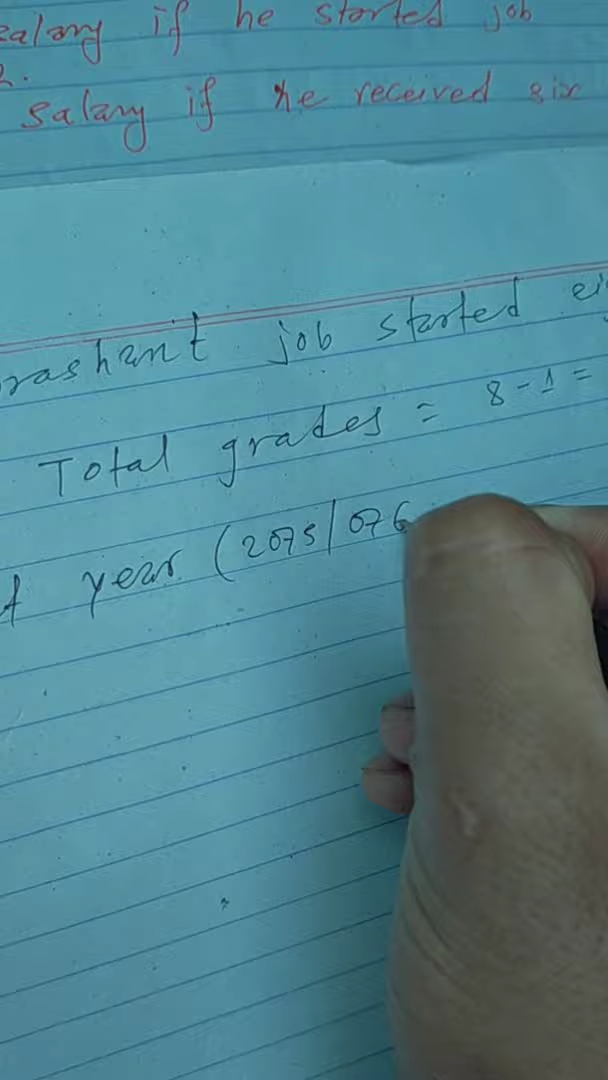 salary if he started job
2.
salary if he received six
rashant job started
Total grades = 8-1=
year (2075/076